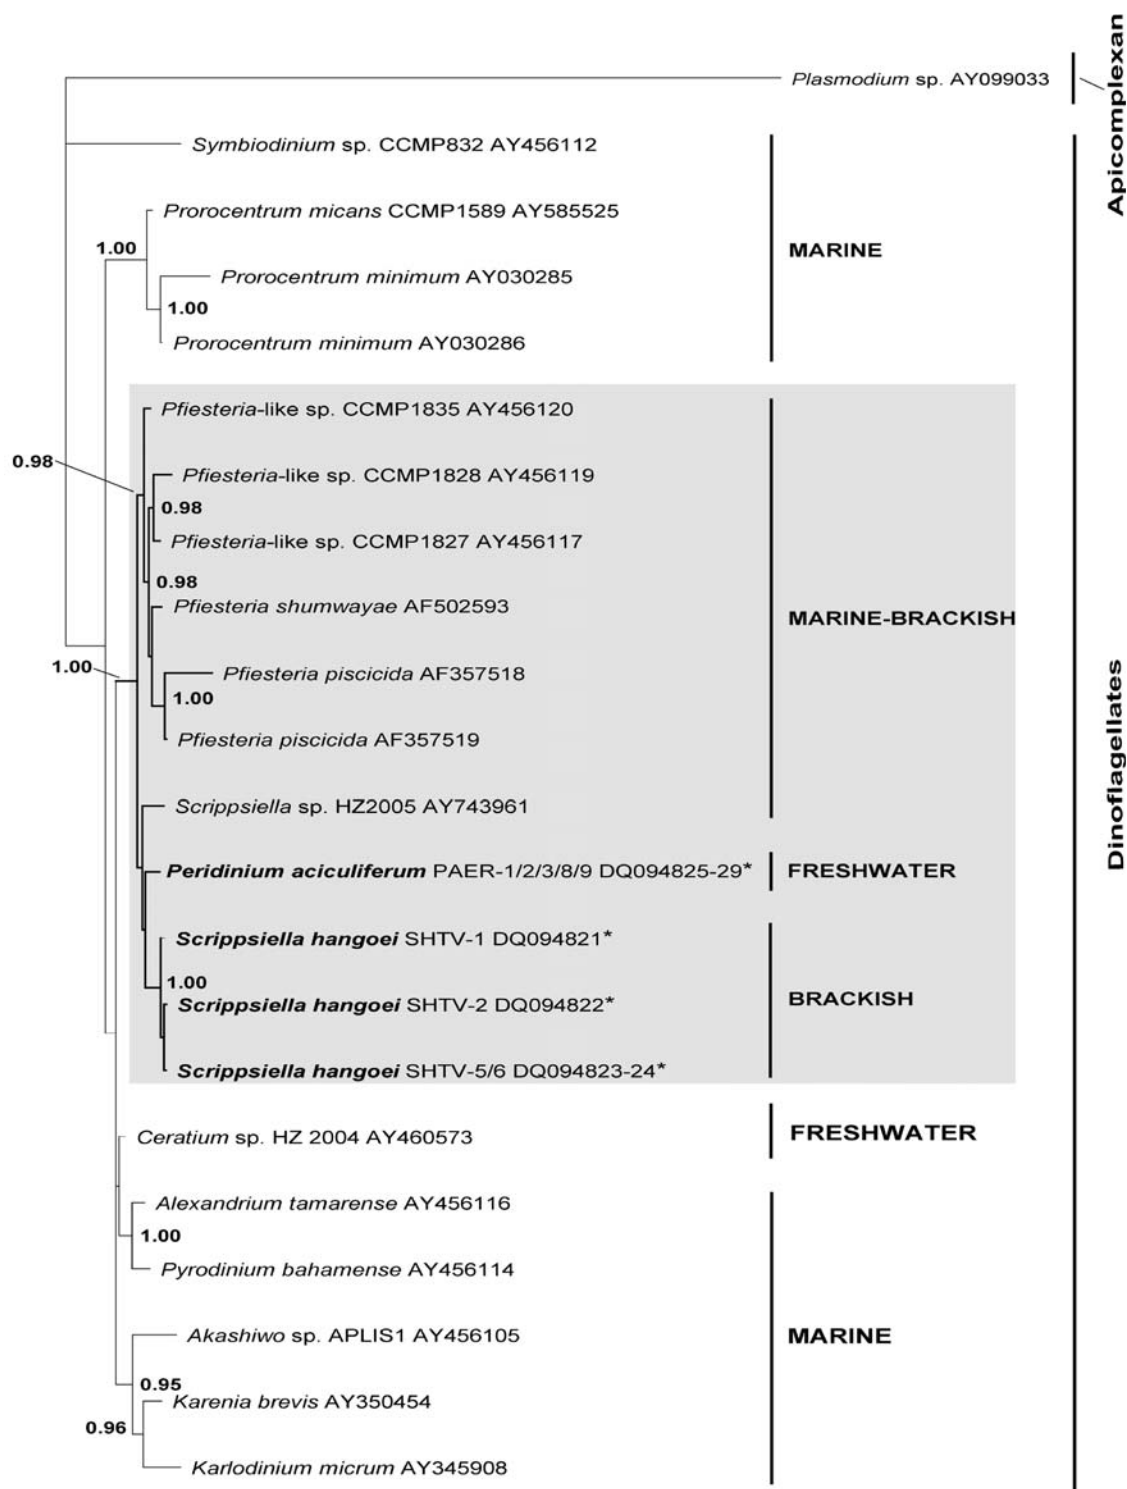 Apicomplexan
Plasmodium sp. AY099033
Symbiodinium sp. CCMP832 AY456112
Prorocentrum micans CCMP1589 AY585525
1.00
MARINE
Prorocentrum minimum AY030285
1.00
Prorocentrum minimum AY030286
Pfiesteria-like sp. CCMP1835 AY456120
0.98
Pfiesteria-like sp. CCMP1828 AY456119
0.98
Pfiesteria-like sp. CCMP1827 AY456117
0.98
Pfiesteria shumwayae AF502593
MARINE-BRACKISH
1.00
Pfiesteria piscicida AF357518
1.00
Pfiesteria piscicida AF357519
Dinoflagellates
Scrippsiella sp. HZ2005 AY743961
Peridinium aciculiferum PAER-1/2/3/8/9 DQ094825-29*
FRESHWATER
Scrippsiella hangoei SHTV-1 DQ094821*
1.00
Scrippsiella hangoei SHTV-2 DQ094822*
BRACKISH
Scrippsiella hangoei SHTV-5/6 DQ094823-24*
Ceratium sp. HZ 2004 AY460573
FRESHWATER
Alexandrium tamarense AY456116
1.00
Pyrodinium bahamense AY456114
Akashiwo sp. APLIS1 AY456105
MARINE
0.95
Karenia brevis AY350454
0.96
Karlodinium micrum AY345908